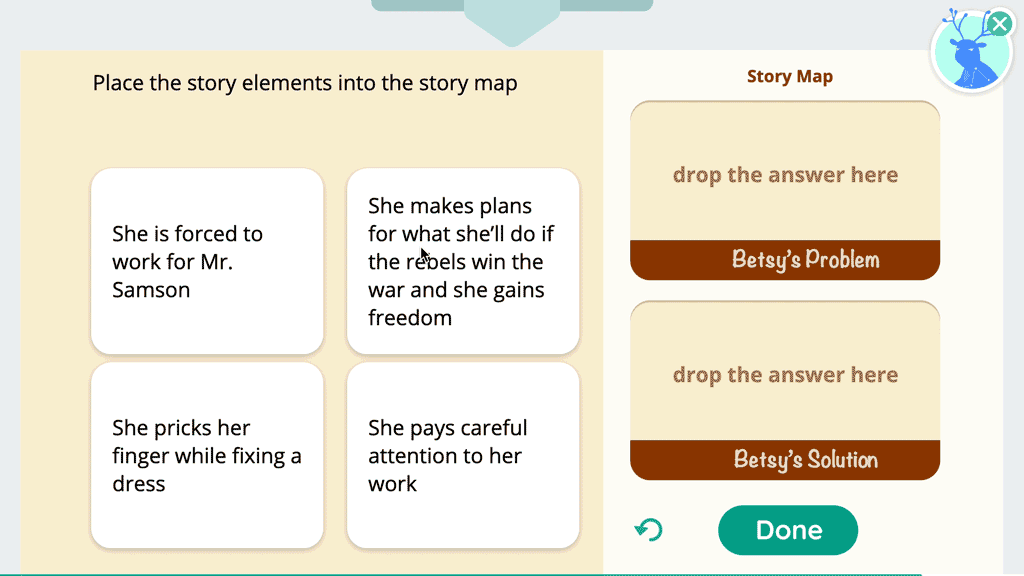 Place the story elements into the story map
She is forced to
work for Mr.
Samson
She makes plans
for what she’ll do if
the rebels win the
war and she gains
freedom
She pricks her
finger while fixing a
dress
She pays careful
attention to her
work
Story Map
drop the answer here
Betsy’s Problem
drop the answer here
Betsy’s Solution
Done